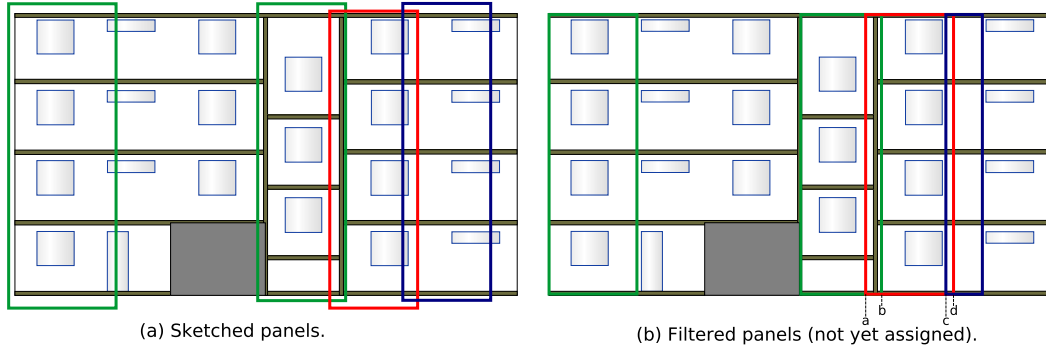 a
b
c
d
(a) Sketched panels.
(b) Filtered panels (not yet assigned).